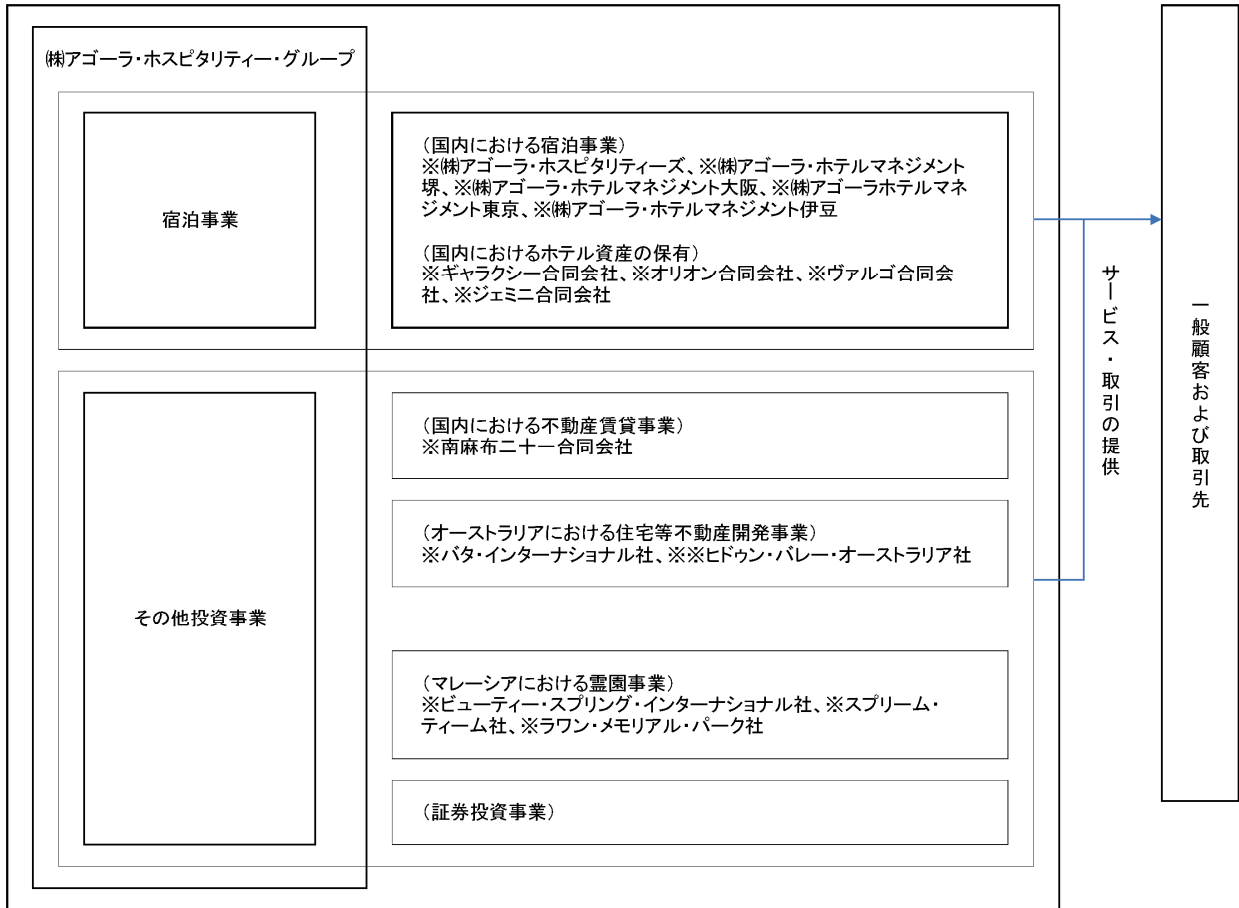 ㈱アゴーラ・ホスピタリティー・グループ
宿泊事業
(国内における宿泊事業)
※㈱アゴーラ・ホスピタリティーズ、※㈱アゴーラ・ホテルマネジメント
堺、※㈱アゴーラ・ホテルマネジメント大阪、※㈱アゴーラホテルマネ
ジメント東京、※㈱アゴーラ・ホテルマネジメント伊豆
(国内におけるホテル資産の保有)
※ギャラクシー合同会社、※オリオン合同会社、※ヴァルゴ合同会
社、※ジェミニ合同会社
その他投資事業
(国内における不動産賃貸事業)
※南麻布二十一合同会社
(オーストラリアにおける住宅等不動産開発事業)
※バタ・インターナショナル社、※※ヒドゥン・バレー・オーストラリア社
(マレーシアにおける霊園事業)
※ビューティー・スプリング・インターナショナル社、※スプリーム・
ティーム社、※ラワン・メモリアル・パーク社
(証券投資事業)
サービス・取引の提供
一般顧客および取引先